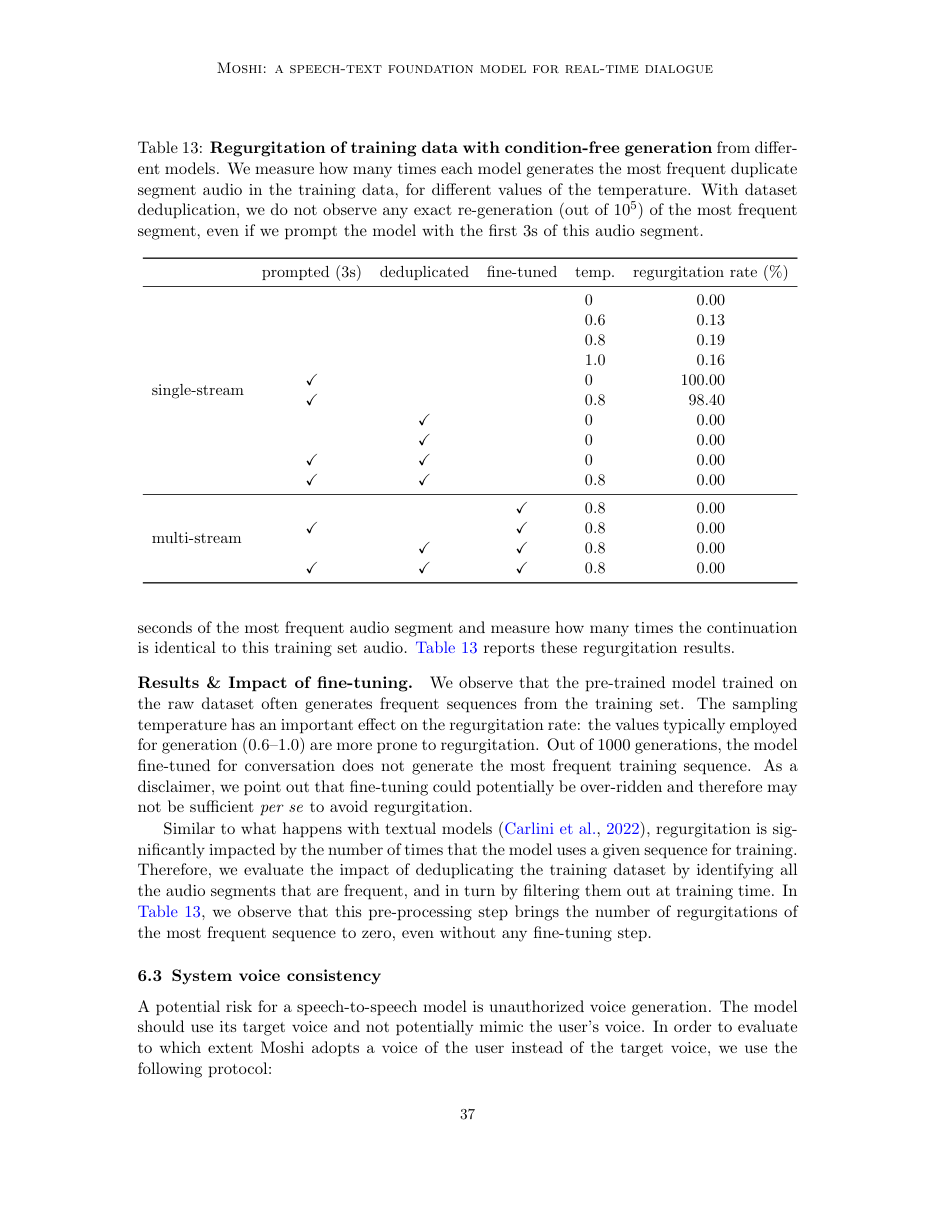 MOSHI: A SPEECH-TEXT FOUNDATION MODEL FOR REAL-TIME DIALOGUE
Table 13: Regurgitation of training data with condition-free generation from differ-
ent models. We measure how many times each model generates the most frequent duplicate
segment audio in the training data, for different values of the temperature. With dataset
deduplication, we do not observe any exact re-generation (out of 10⁵) of the most frequent
segment, even if we prompt the model with the first 3s of this audio segment.
prompted (3s) deduplicated fine-tuned temp. regurgitation rate (%)
0 0.00
0.6 0.13
0.8 0.19
1.0 0.16
✓ 0 100.00
single-stream
✓ 0.8 98.40
✓ 0 0.00
✓ 0 0.00
✓ ✓ 0 0.00
✓ ✓ 0.8 0.00
✓ 0.8 0.00
✓ ✓ 0.8 0.00
multi-stream
✓ ✓ 0.8 0.00
✓ ✓ ✓ 0.8 0.00
seconds of the most frequent audio segment and measure how many times the continuation
is identical to this training set audio. Table 13 reports these regurgitation results.
Results & Impact of fine-tuning. We observe that the pre-trained model trained on
the raw dataset often generates frequent sequences from the training set. The sampling
temperature has an important effect on the regurgitation rate: the values typically employed
for generation (0.6–1.0) are more prone to regurgitation. Out of 1000 generations, the model
fine-tuned for conversation does not generate the most frequent training sequence. As a
disclaimer, we point out that fine-tuning could potentially be over-ridden and therefore may
not be sufficient per se to avoid regurgitation.
Similar to what happens with textual models (Carlini et al., 2022), regurgitation is sig-
nificantly impacted by the number of times that the model uses a given sequence for training.
Therefore, we evaluate the impact of deduplicating the training dataset by identifying all
the audio segments that are frequent, and in turn by filtering them out at training time. In
Table 13, we observe that this pre-processing step brings the number of regurgitations of
the most frequent sequence to zero, even without any fine-tuning step.
6.3 System voice consistency
A potential risk for a speech-to-speech model is unauthorized voice generation. The model
should use its target voice and not potentially mimic the user's voice. In order to evaluate
to which extent Moshi adopts a voice of the user instead of the target voice, we use the
following protocol:
37